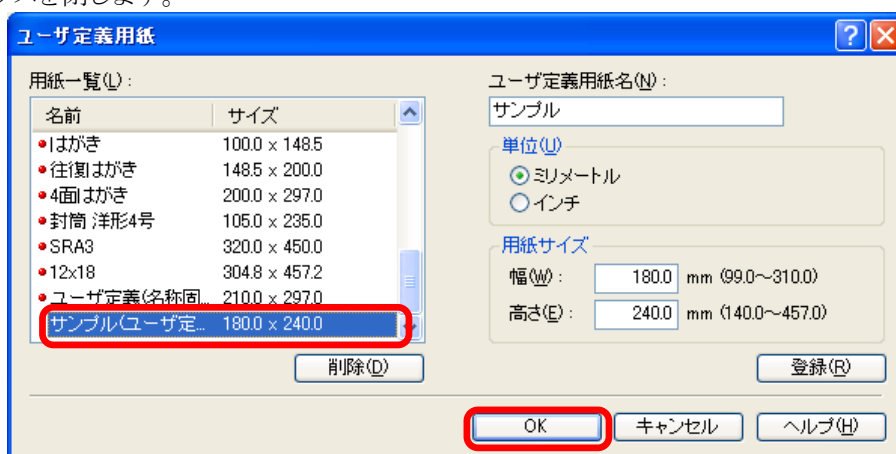 スを閉じます。
ユーザ定義用紙
用紙一覧(L):
名前 サイズ
はがき 100.0 x 148.5
往復はがき 148.5 x 200.0
4面はがき 200.0 x 297.0
封筒 洋形4号 105.0 x 235.0
SRA3 320.0 x 450.0
12x18 304.8 x 457.2
ユーザ定義(名称固... 210.0 x 297.0
サンプル(ユーザ定... 180.0 x 240.0
削除(D)
ユーザ定義用紙名(N):
サンプル
単位(U)
ミリメートル
インチ
用紙サイズ
幅(W): 180.0 mm (99.0～310.0)
高さ(E): 240.0 mm (140.0～457.0)
登録(R)
OK キャンセル ヘルプ(H)